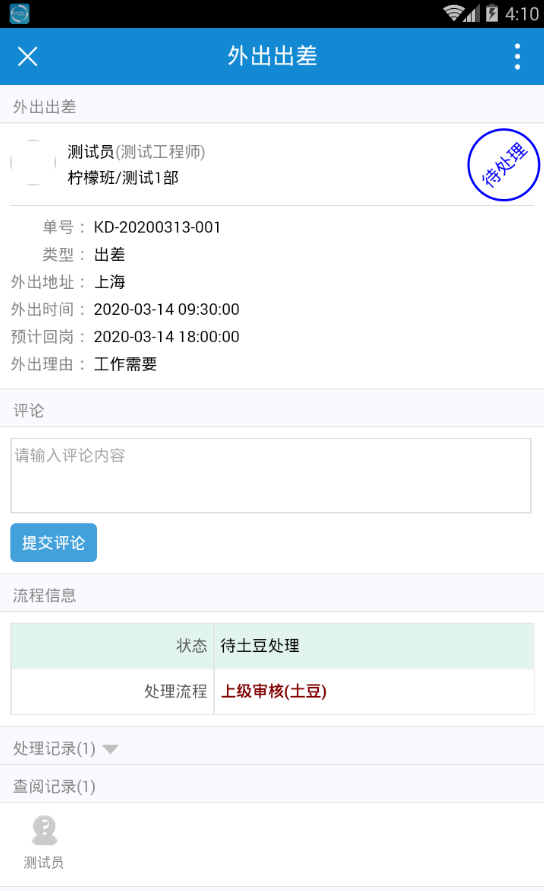 4:10
外出出差
外出出差
测试员(测试工程师)
待处理
柠檬班/测试1部
单号： KD-20200313-001
类型： 出差
外出地址： 上海
外出时间： 2020-03-14 09:30:00
预计回岗： 2020-03-14 18:00:00
外出理由： 工作需要
评论
请输入评论内容
提交评论
流程信息
状态 待土豆处理
处理流程 上级审核(土豆)
处理记录(1)
查阅记录(1)
测试员